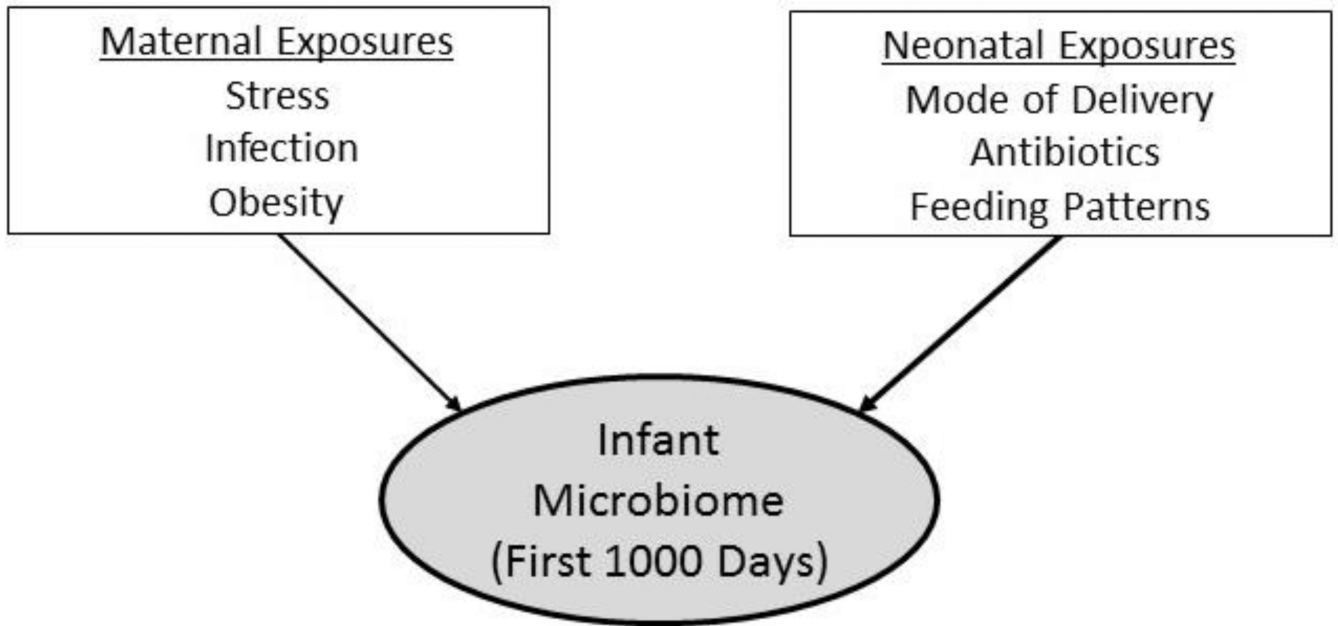 Maternal Exposures
Stress
Infection
Obesity
Neonatal Exposures
Mode of Delivery
Antibiotics
Feeding Patterns
Infant
Microbiome
(First 1000 Days)